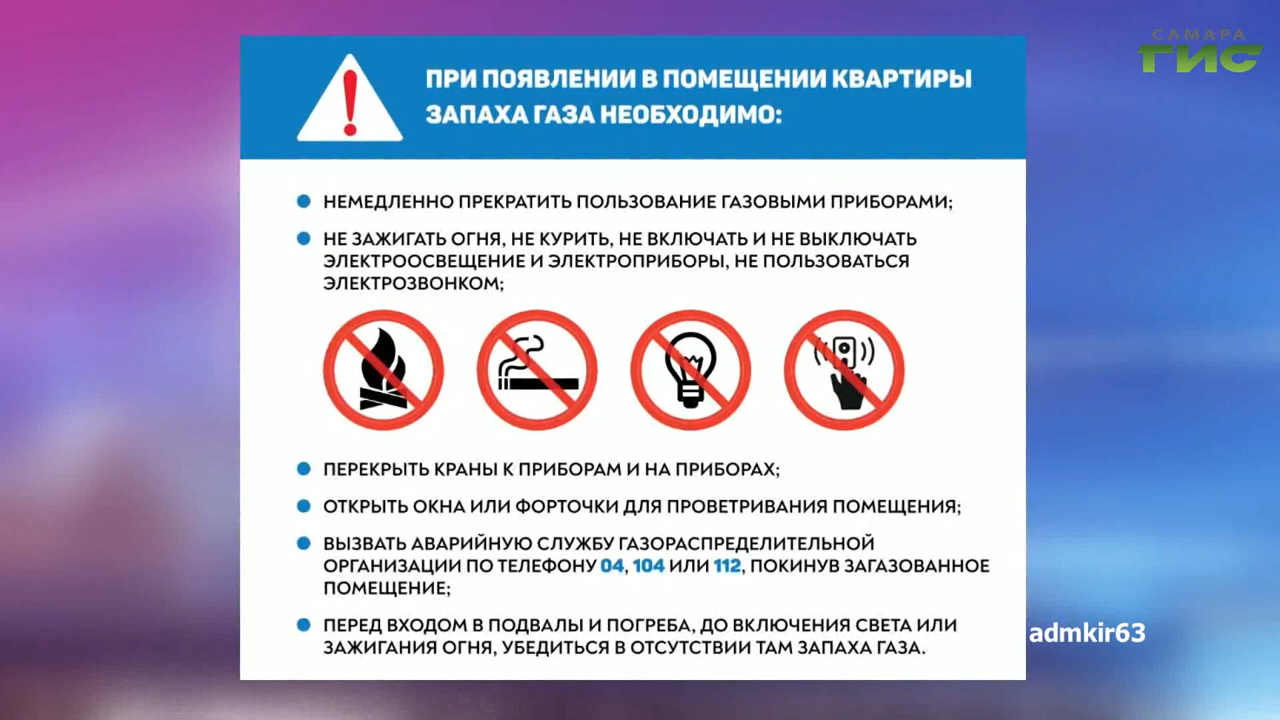 САМАРА
ГИС
ПРИ ПОЯВЛЕНИИ В ПОМЕЩЕНИИ КВАРТИРЫ
ЗАПАХА ГАЗА НЕОБХОДИМО:
НЕМЕДЛЕННО ПРЕКРАТИТЬ ПОЛЬЗОВАНИЕ ГАЗОВЫМИ ПРИБОРАМИ;
НЕ ЗАЖИГАТЬ ОГНЯ, НЕ КУРИТЬ, НЕ ВКЛЮЧАТЬ И НЕ ВЫКЛЮЧАТЬ
ЭЛЕКТРООСВЕЩЕНИЕ И ЭЛЕКТРОПРИБОРЫ, НЕ ПОЛЬЗОВАТЬСЯ
ЭЛЕКТРОЗВОНКОМ;
ПЕРЕКРЫТЬ КРАНЫ К ПРИБОРАМ И НА ПРИБОРАХ;
ОТКРЫТЬ ОКНА ИЛИ ФОРТОЧКИ ДЛЯ ПРОВЕТРИВАНИЯ ПОМЕЩЕНИЯ;
ВЫЗВАТЬ АВАРИЙНУЮ СЛУЖБУ ГАЗОРАСПРЕДЕЛИТЕЛЬНОЙ
ОРГАНИЗАЦИИ ПО ТЕЛЕФОНУ 04, 104 ИЛИ 112, ПОКИНУВ ЗАГАЗОВАННОЕ
ПОМЕЩЕНИЕ;
ПЕРЕД ВХОДОМ В ПОДВАЛЫ И ПОГРЕБА, ДО ВКЛЮЧЕНИЯ СВЕТА ИЛИ
ЗАЖИГАНИЯ ОГНЯ, УБЕДИТЬСЯ В ОТСУТСТВИИ ТАМ ЗАПАХА ГАЗА.
admkir63